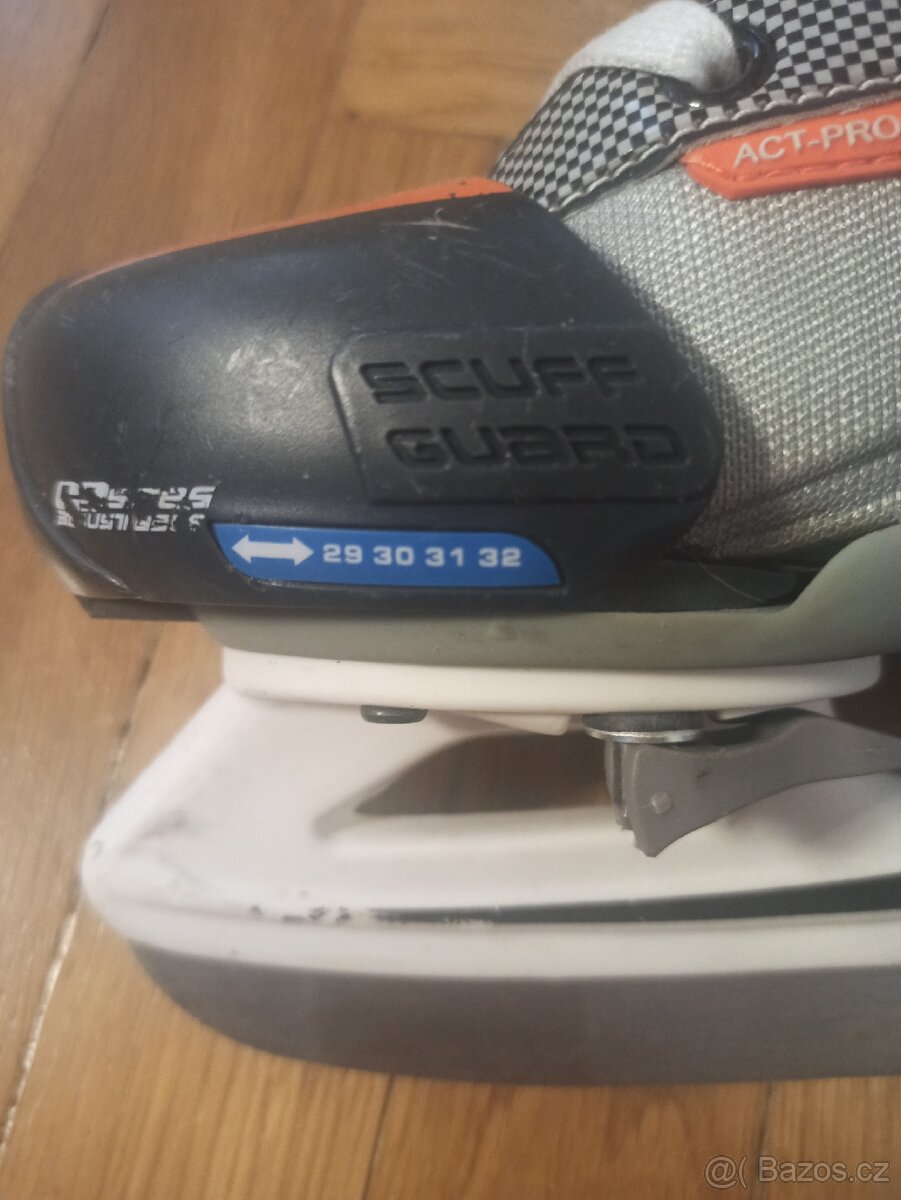 ACT-PRO
SCUFF
GUARD
29 30 31 32
@( Bazos.cz